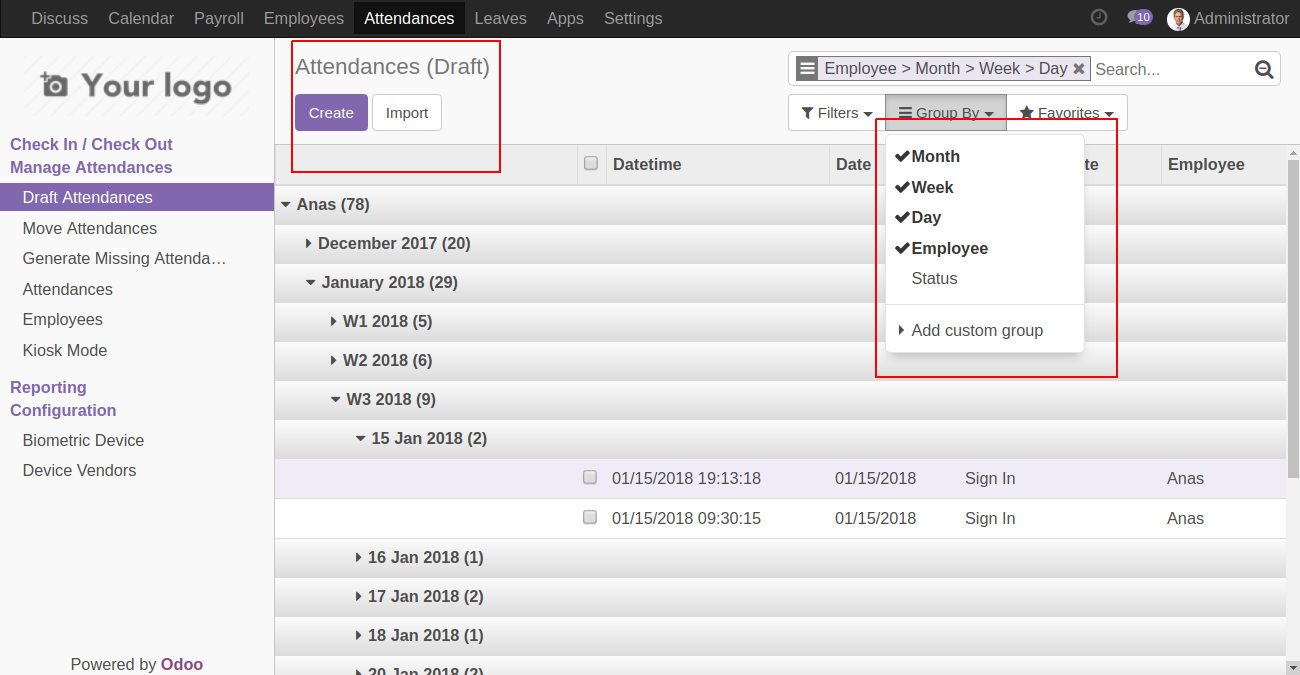 Discuss Calendar Payroll Employees Attendances Leaves Apps Settings 10 Administrator
Your logo
Check In / Check Out
Manage Attendances
Draft Attendances
Move Attendances
Generate Missing Attenda…
Attendances
Employees
Kiosk Mode
Reporting
Configuration
Biometric Device
Device Vendors
Powered by Odoo
Attendances (Draft)
Create Import
Employee > Month > Week > Day Search...
Filters Group By Favorites
Month
Week
Day
Employee
Status
Add custom group
Datetime Date te Employee
Anas (78)
December 2017 (20)
January 2018 (29)
W1 2018 (5)
W2 2018 (6)
W3 2018 (9)
15 Jan 2018 (2)
01/15/2018 19:13:18 01/15/2018 Sign In Anas
01/15/2018 09:30:15 01/15/2018 Sign In Anas
16 Jan 2018 (1)
17 Jan 2018 (2)
18 Jan 2018 (1)
20 Jan 2018 (2)